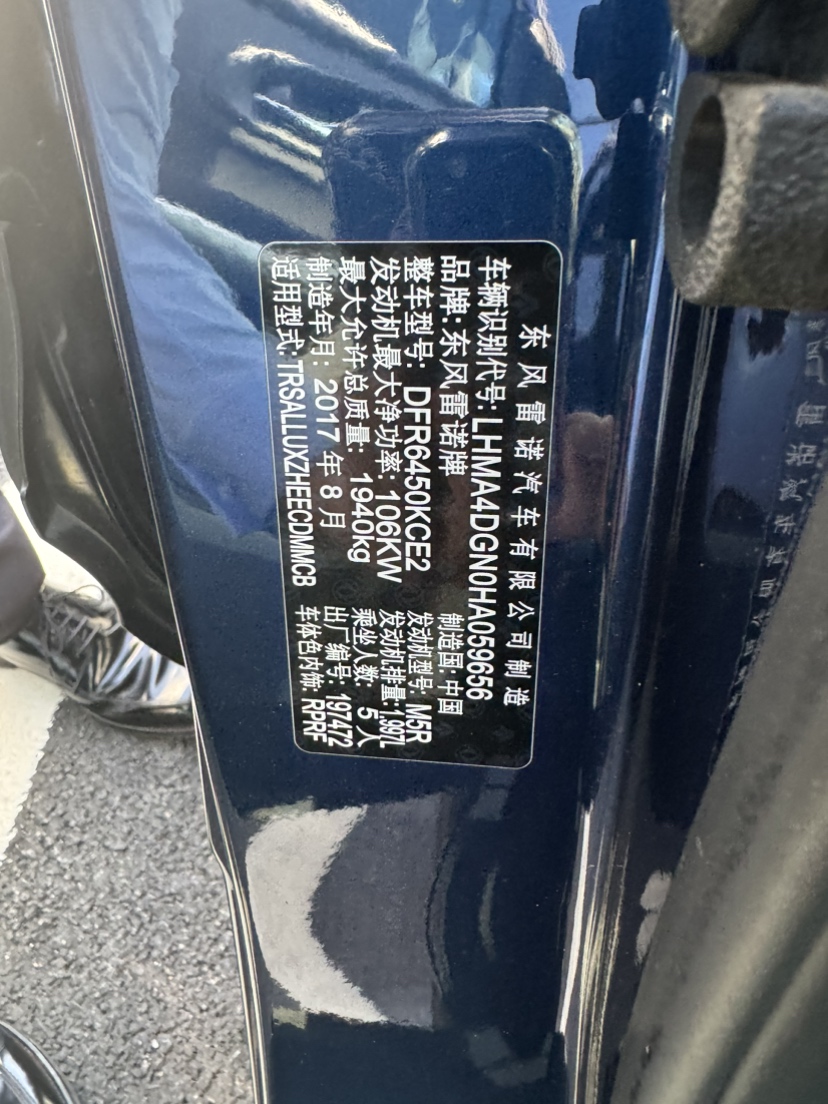 东风雷诺汽车有限公司制造
车辆识别代号: LHMA4DGN0HA059656
品牌: 东风雷诺牌 制造国: 中国
整车型号: DFR6450KCE2 发动机型号: M5R
发动机最大净功率: 106KW 发动机排量: 1.997L
最大允许总质量: 1940kg 乘坐人数: 5人
制造年月: 2017年8月 出厂编号: 197472
适用型式: TRSALLUXZHEECDMMCB 车体色内饰: RPRF